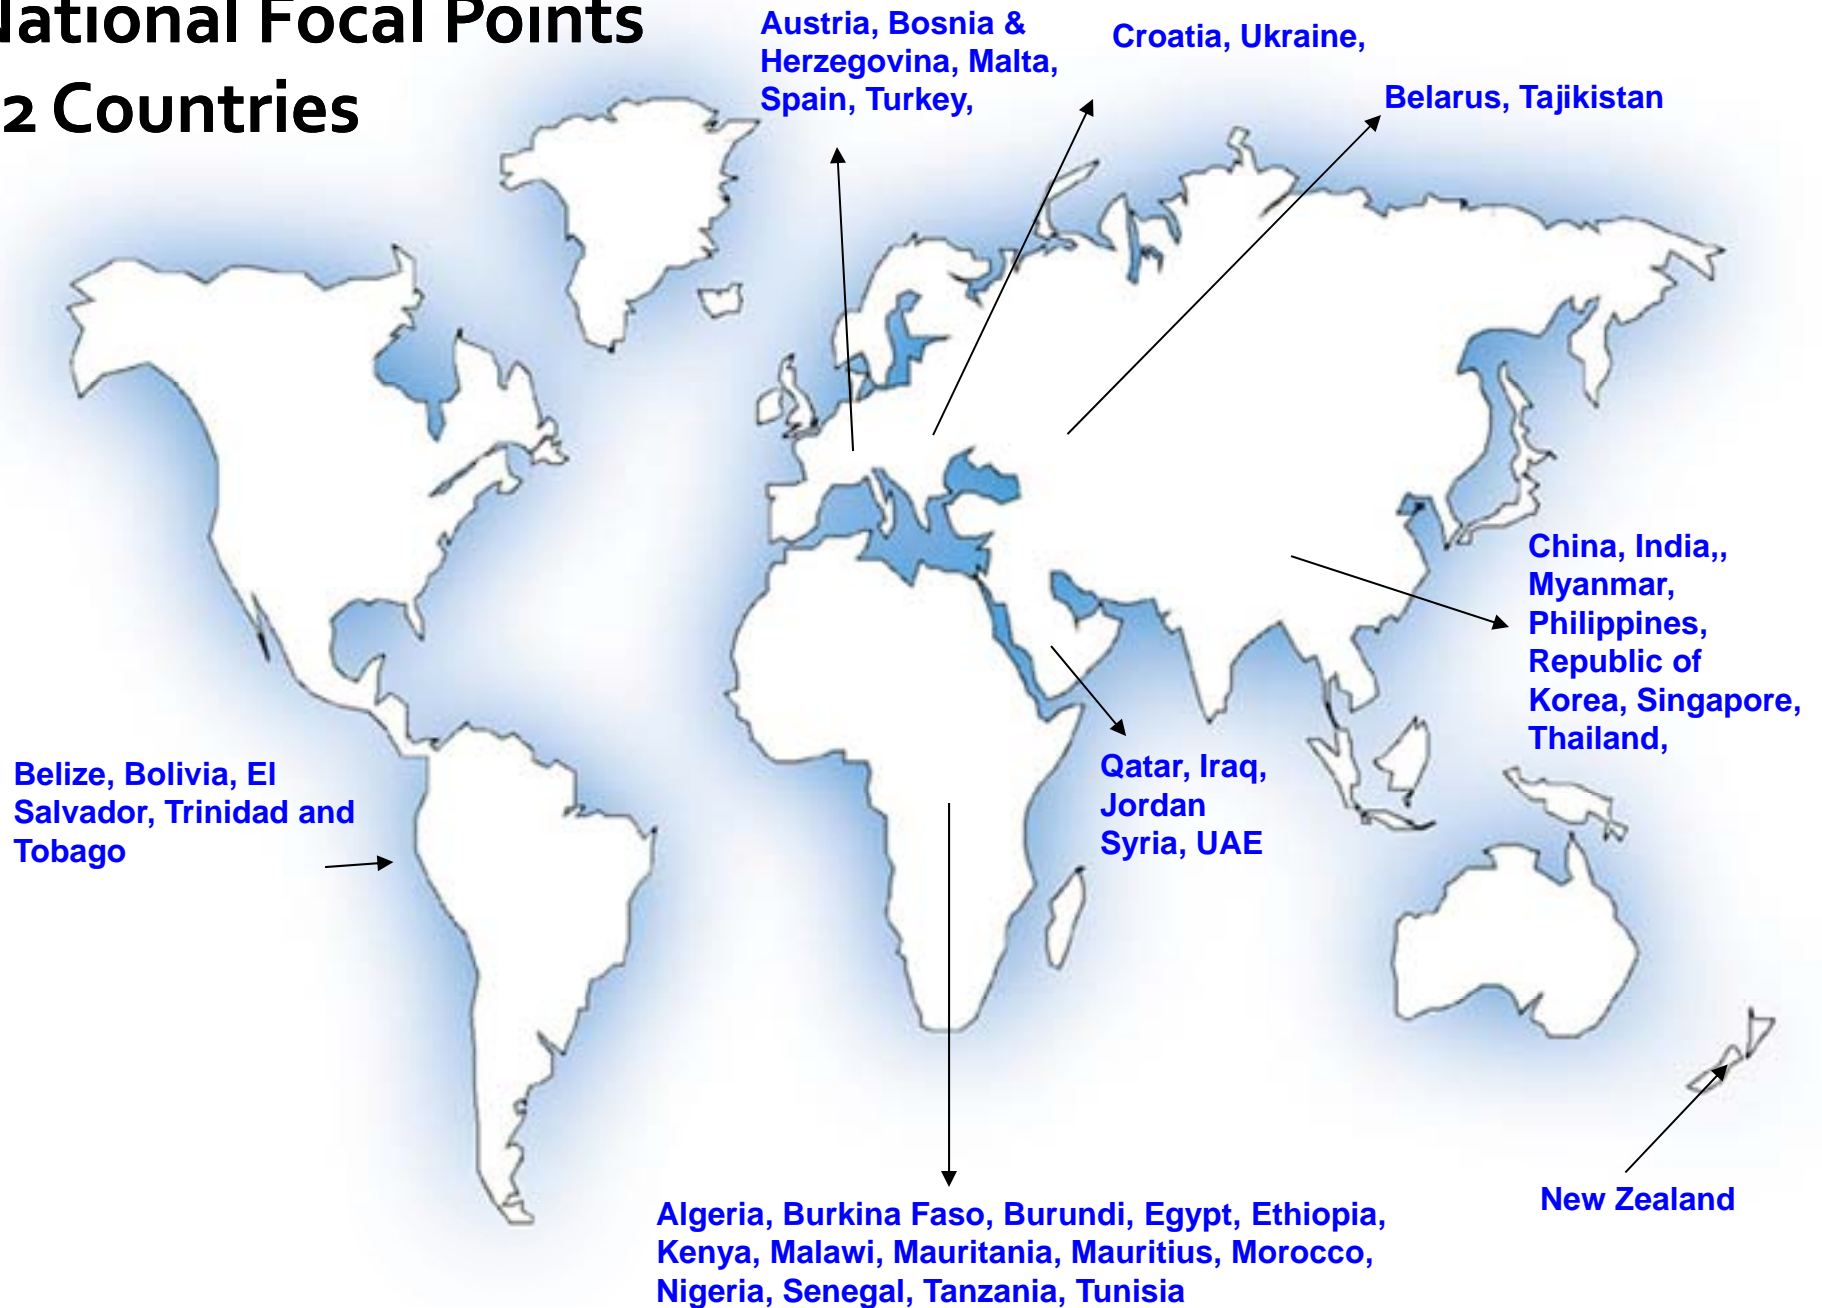 National Focal Points
2 Countries
Austria, Bosnia &
Herzegovina, Malta,
Spain, Turkey,
Croatia, Ukraine,
Belarus, Tajikistan
China, India,,
Myanmar,
Philippines,
Republic of
Korea, Singapore,
Thailand,
Qatar, Iraq,
Jordan
Syria, UAE
Belize, Bolivia, El
Salvador, Trinidad and
Tobago
New Zealand
Algeria, Burkina Faso, Burundi, Egypt, Ethiopia,
Kenya, Malawi, Mauritania, Mauritius, Morocco,
Nigeria, Senegal, Tanzania, Tunisia